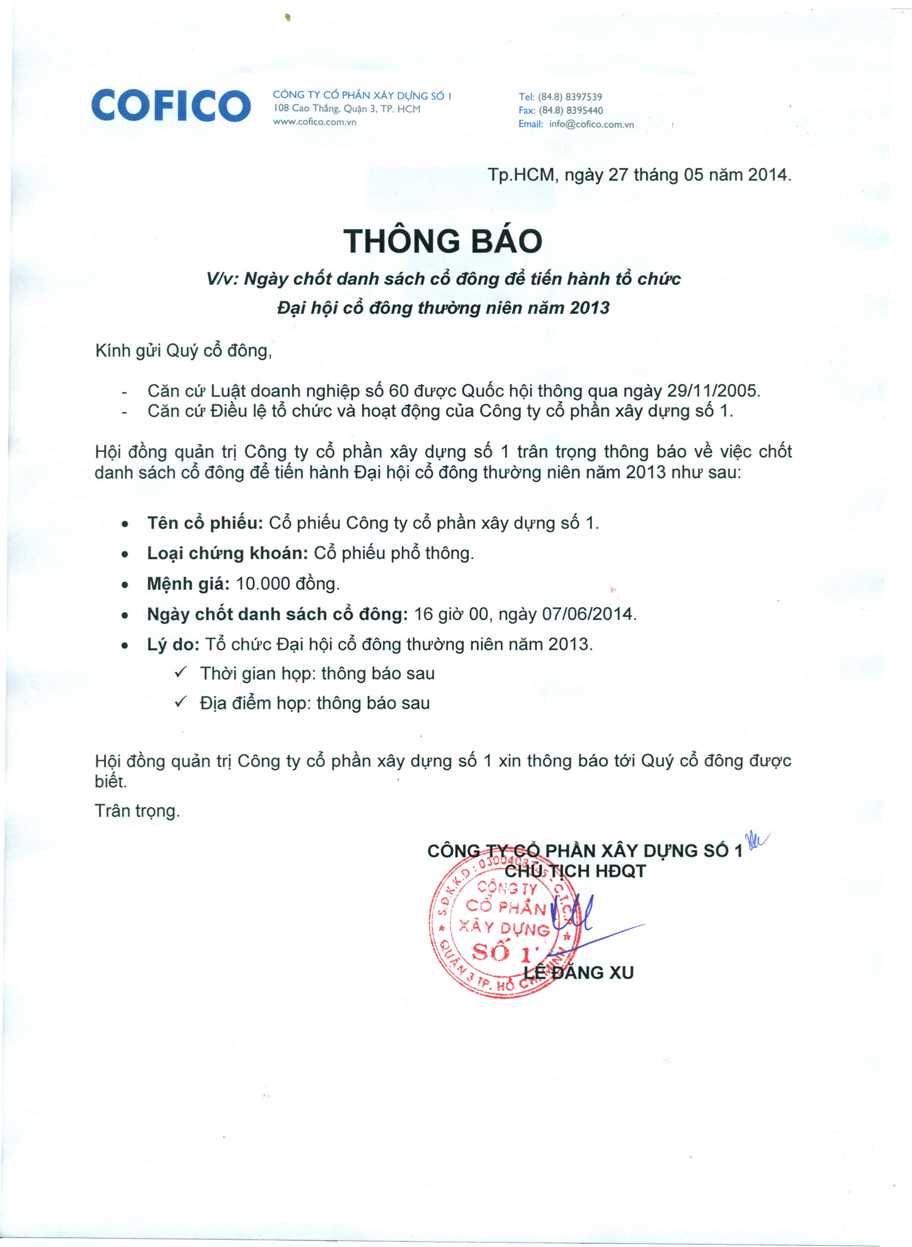 COFICO
CÔNG TY CỔ PHẦN XÂY DỰNG SỐ 1
108 Cao Thắng, Quận 3, TP. HCM
www.cofico.com.vn
Tel: (84.8) 8397539
Fax: (84.8) 8395440
Email: info@cofico.com.vn
Tp.HCM, ngày 27 tháng 05 năm 2014.
THÔNG BÁO
V/v: Ngày chốt danh sách cổ đông để tiến hành tổ chức
Đại hội cổ đông thường niên năm 2013
Kính gửi Quý cổ đông,
- Căn cứ Luật doanh nghiệp số 60 được Quốc hội thông qua ngày 29/11/2005.
- Căn cứ Điều lệ tổ chức và hoạt động của Công ty cổ phần xây dựng số 1.
Hội đồng quản trị Công ty cổ phần xây dựng số 1 trân trọng thông báo về việc chốt
danh sách cổ đông để tiến hành Đại hội cổ đông thường niên năm 2013 như sau:
• Tên cổ phiếu: Cổ phiếu Công ty cổ phần xây dựng số 1.
• Loại chứng khoán: Cổ phiếu phổ thông.
• Mệnh giá: 10.000 đồng.
• Ngày chốt danh sách cổ đông: 16 giờ 00, ngày 07/06/2014.
• Lý do: Tổ chức Đại hội cổ đông thường niên năm 2013.
✓ Thời gian họp: thông báo sau
✓ Địa điểm họp: thông báo sau
Hội đồng quản trị Công ty cổ phần xây dựng số 1 xin thông báo tới Quý cổ đông được
biết.
Trân trọng.
CÔNG TY CỔ PHẦN XÂY DỰNG SỐ 1
CHỦ TỊCH HĐQT
CÔNG TY
CỔ PHẦN
XÂY DỰNG
SỐ 1
QUẬN 3 TP. HỒ CHÍ MINH
LÊ ĐĂNG XU